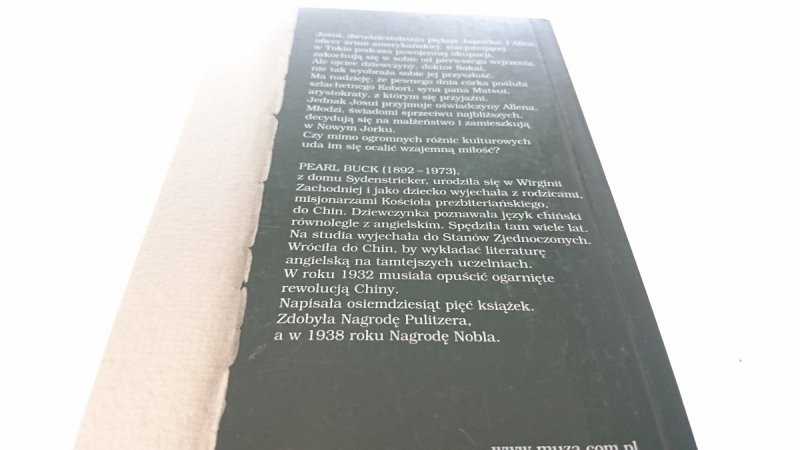 Josui, dwudziestoletnia piękna Japonka, i Allen,
oficer armii amerykańskiej, stacjonującej
w Tokio podczas powojennej okupacji,
zakochują się w sobie od pierwszego wejrzenia.
Ale ojciec dziewczyny, doktor Sakai,
nie tak wyobraża sobie jej przyszłość.
Ma nadzieję, że pewnego dnia córka poślubi
szlachetnego Kobori, syna pana Matsui,
arystokraty, z którym się przyjaźni.
Jednak Josui przyjmuje oświadczyny Allena.
Młodzi, świadomi sprzeciwu najbliższych,
decydują się na małżeństwo i zamieszkują
w Nowym Jorku.
Czy mimo ogromnych różnic kulturowych
uda im się ocalić wzajemną miłość?
PEARL BUCK (1892–1973),
z domu Sydenstricker, urodziła się w Wirginii
Zachodniej i jako dziecko wyjechała z rodzicami,
misjonarzami Kościoła prezbiteriańskiego,
do Chin. Dziewczynka poznawała język chiński
równolegle z angielskim. Spędziła tam wiele lat.
Na studia wyjechała do Stanów Zjednoczonych.
Wróciła do Chin, by wykładać literaturę
angielską na tamtejszych uczelniach.
W roku 1932 musiała opuścić ogarnięte
rewolucją Chiny.
Napisała osiemdziesiąt pięć książek.
Zdobyła Nagrodę Pulitzera,
a w 1938 roku Nagrodę Nobla.
www.muza.com.pl